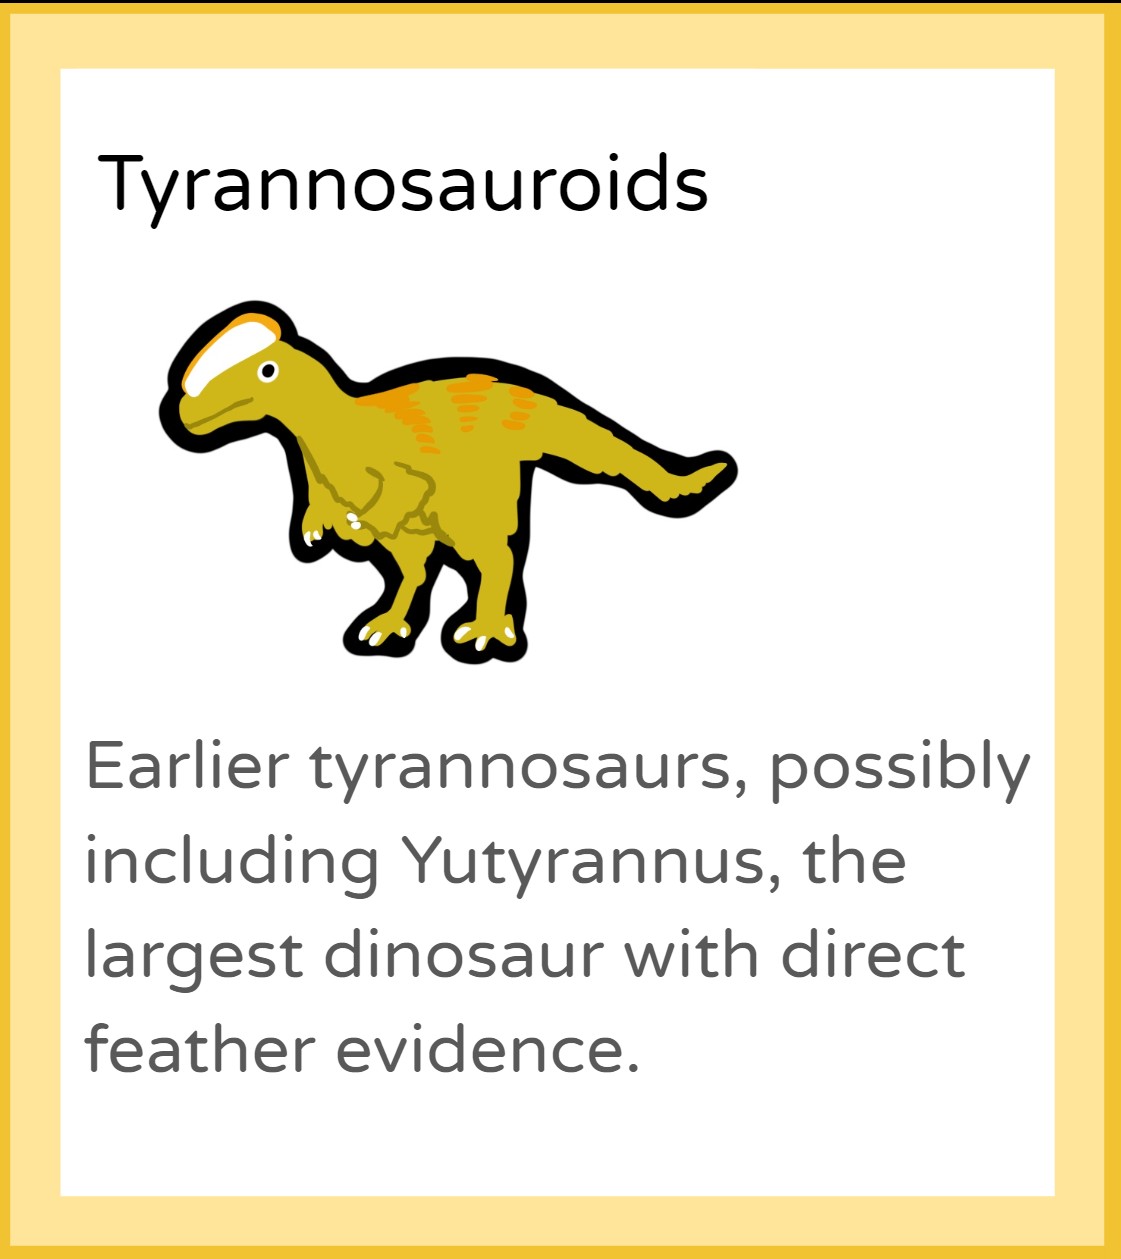 Tyrannosauroids
Earlier tyrannosaurs, possibly
including Yutyrannus, the
largest dinosaur with direct
feather evidence.